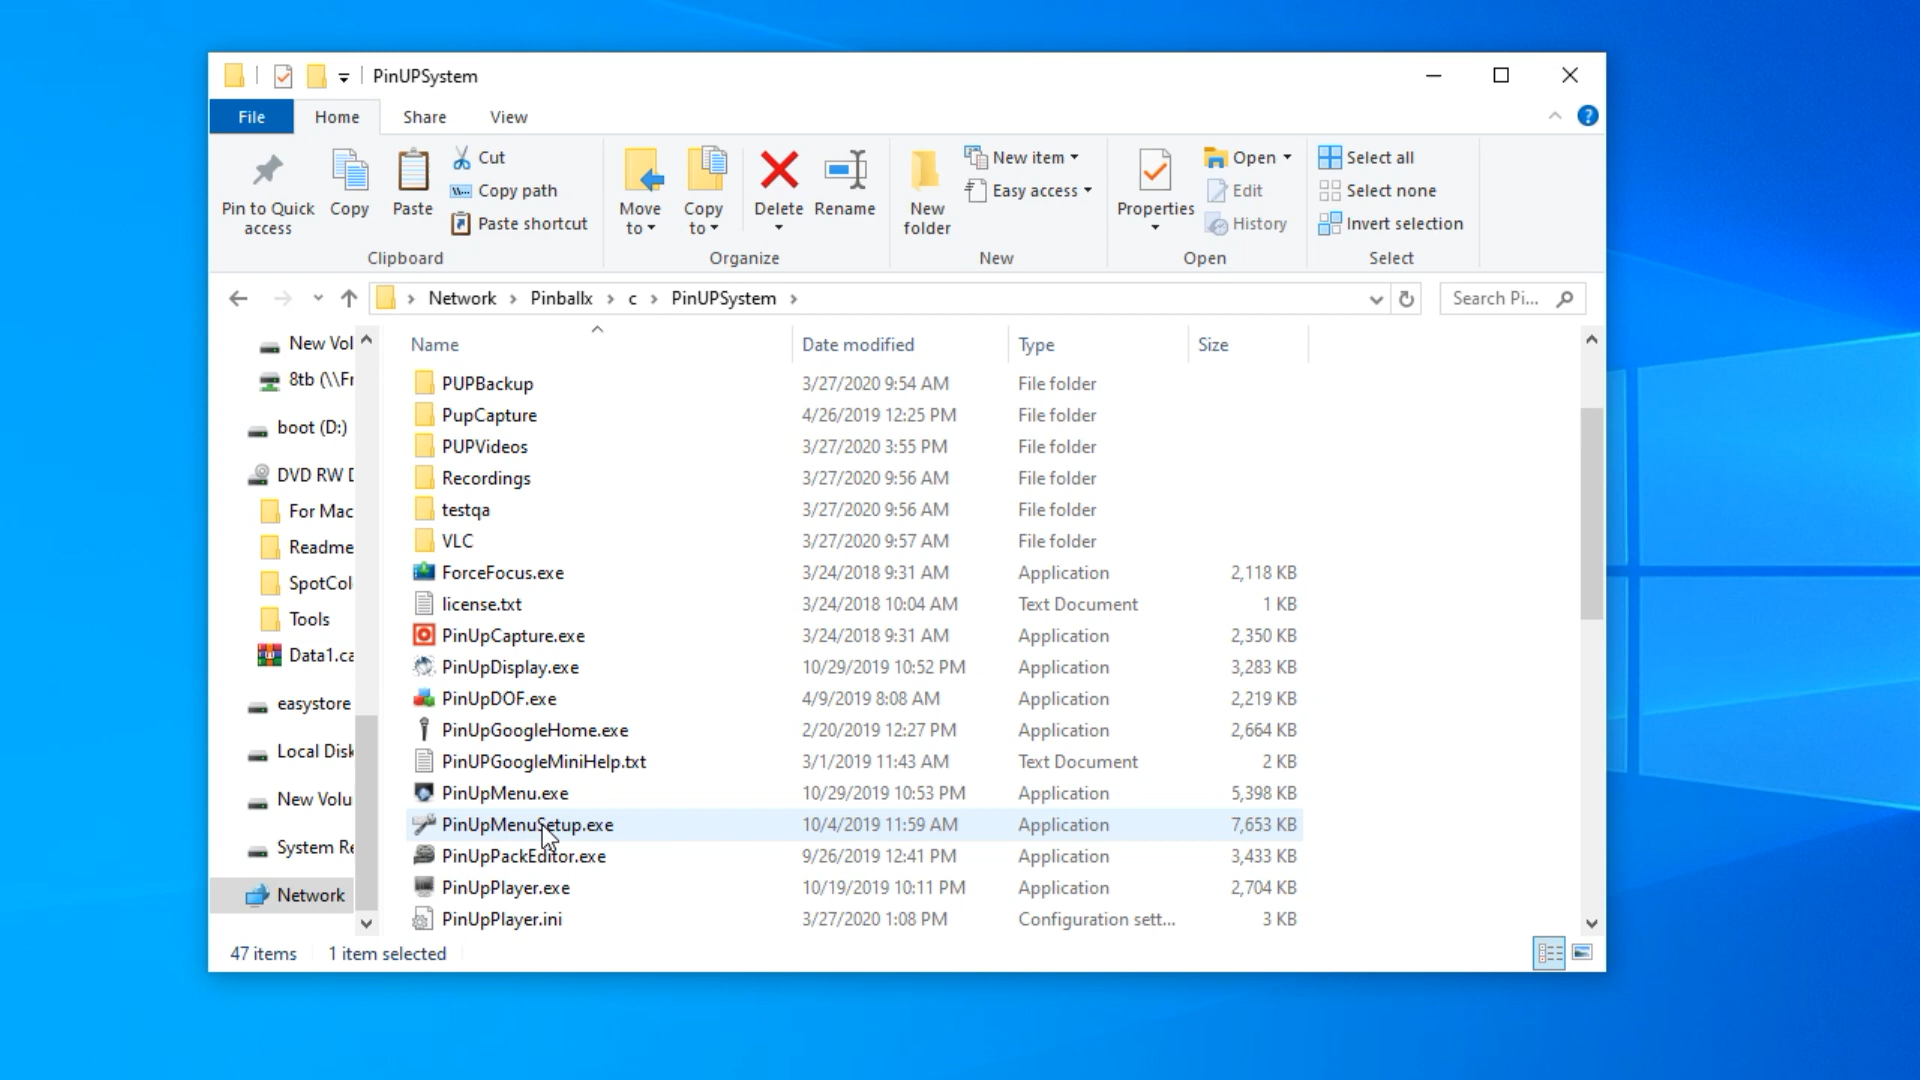 PinUPSystem
File Home Share View
Pin to Quick access
Copy
Paste
Cut
Copy path
Paste shortcut
Move to
Copy to
Delete
Rename
New folder
New item
Easy access
Properties
Open
Edit
History
Select all
Select none
Invert selection
Clipboard Organize New Open Select
Network Pinballx c PinUPSystem
Search Pi...
New Vol
8tb (\\Fr
boot (D:)
DVD RW D
For Mac
Readme
SpotCol
Tools
Data1.ca
easystore
Local Disk
New Volu
System Re
Network
Name Date modified Type Size
PUPBackup 3/27/2020 9:54 AM File folder
PupCapture 4/26/2019 12:25 PM File folder
PUPVideos 3/27/2020 3:55 PM File folder
Recordings 3/27/2020 9:56 AM File folder
testqa 3/27/2020 9:56 AM File folder
VLC 3/27/2020 9:57 AM File folder
ForceFocus.exe 3/24/2018 9:31 AM Application 2,118 KB
license.txt 3/24/2018 10:04 AM Text Document 1 KB
PinUpCapture.exe 3/24/2018 9:31 AM Application 2,350 KB
PinUpDisplay.exe 10/29/2019 10:52 PM Application 3,283 KB
PinUpDOF.exe 4/9/2019 8:08 AM Application 2,219 KB
PinUpGoogleHome.exe 2/20/2019 12:27 PM Application 2,664 KB
PinUPGoogleMiniHelp.txt 3/1/2019 11:43 AM Text Document 2 KB
PinUpMenu.exe 10/29/2019 10:53 PM Application 5,398 KB
PinUpMenuSetup.exe 10/4/2019 11:59 AM Application 7,653 KB
PinUpPackEditor.exe 9/26/2019 12:41 PM Application 3,433 KB
PinUpPlayer.exe 10/19/2019 10:11 PM Application 2,704 KB
PinUpPlayer.ini 3/27/2020 1:08 PM Configuration sett... 3 KB
47 items 1 item selected